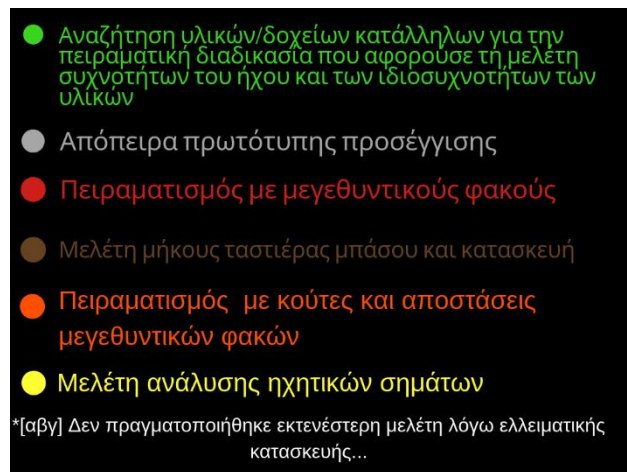 Αναζήτηση υλικών/δοχείων κατάλληλων για την
πειραματική διαδικασία που αφορούσε τη μελέτη
συχνοτήτων του ήχου και των ιδιοσυχνοτήτων των
υλικών
Απόπειρα πρωτότυπης προσέγγισης
Πειραματισμός με μεγεθυντικούς φακούς
Μελέτη μήκους ταστιέρας μπάσου και κατασκευή
Πειραματισμός με κούτες και αποστάσεις
μεγεθυντικών φακών
Μελέτη ανάλυσης ηχητικών σημάτων
*[αβγ] Δεν πραγματοποιήθηκε εκτενέστερη μελέτη λόγω ελλειματικής
κατασκευής...